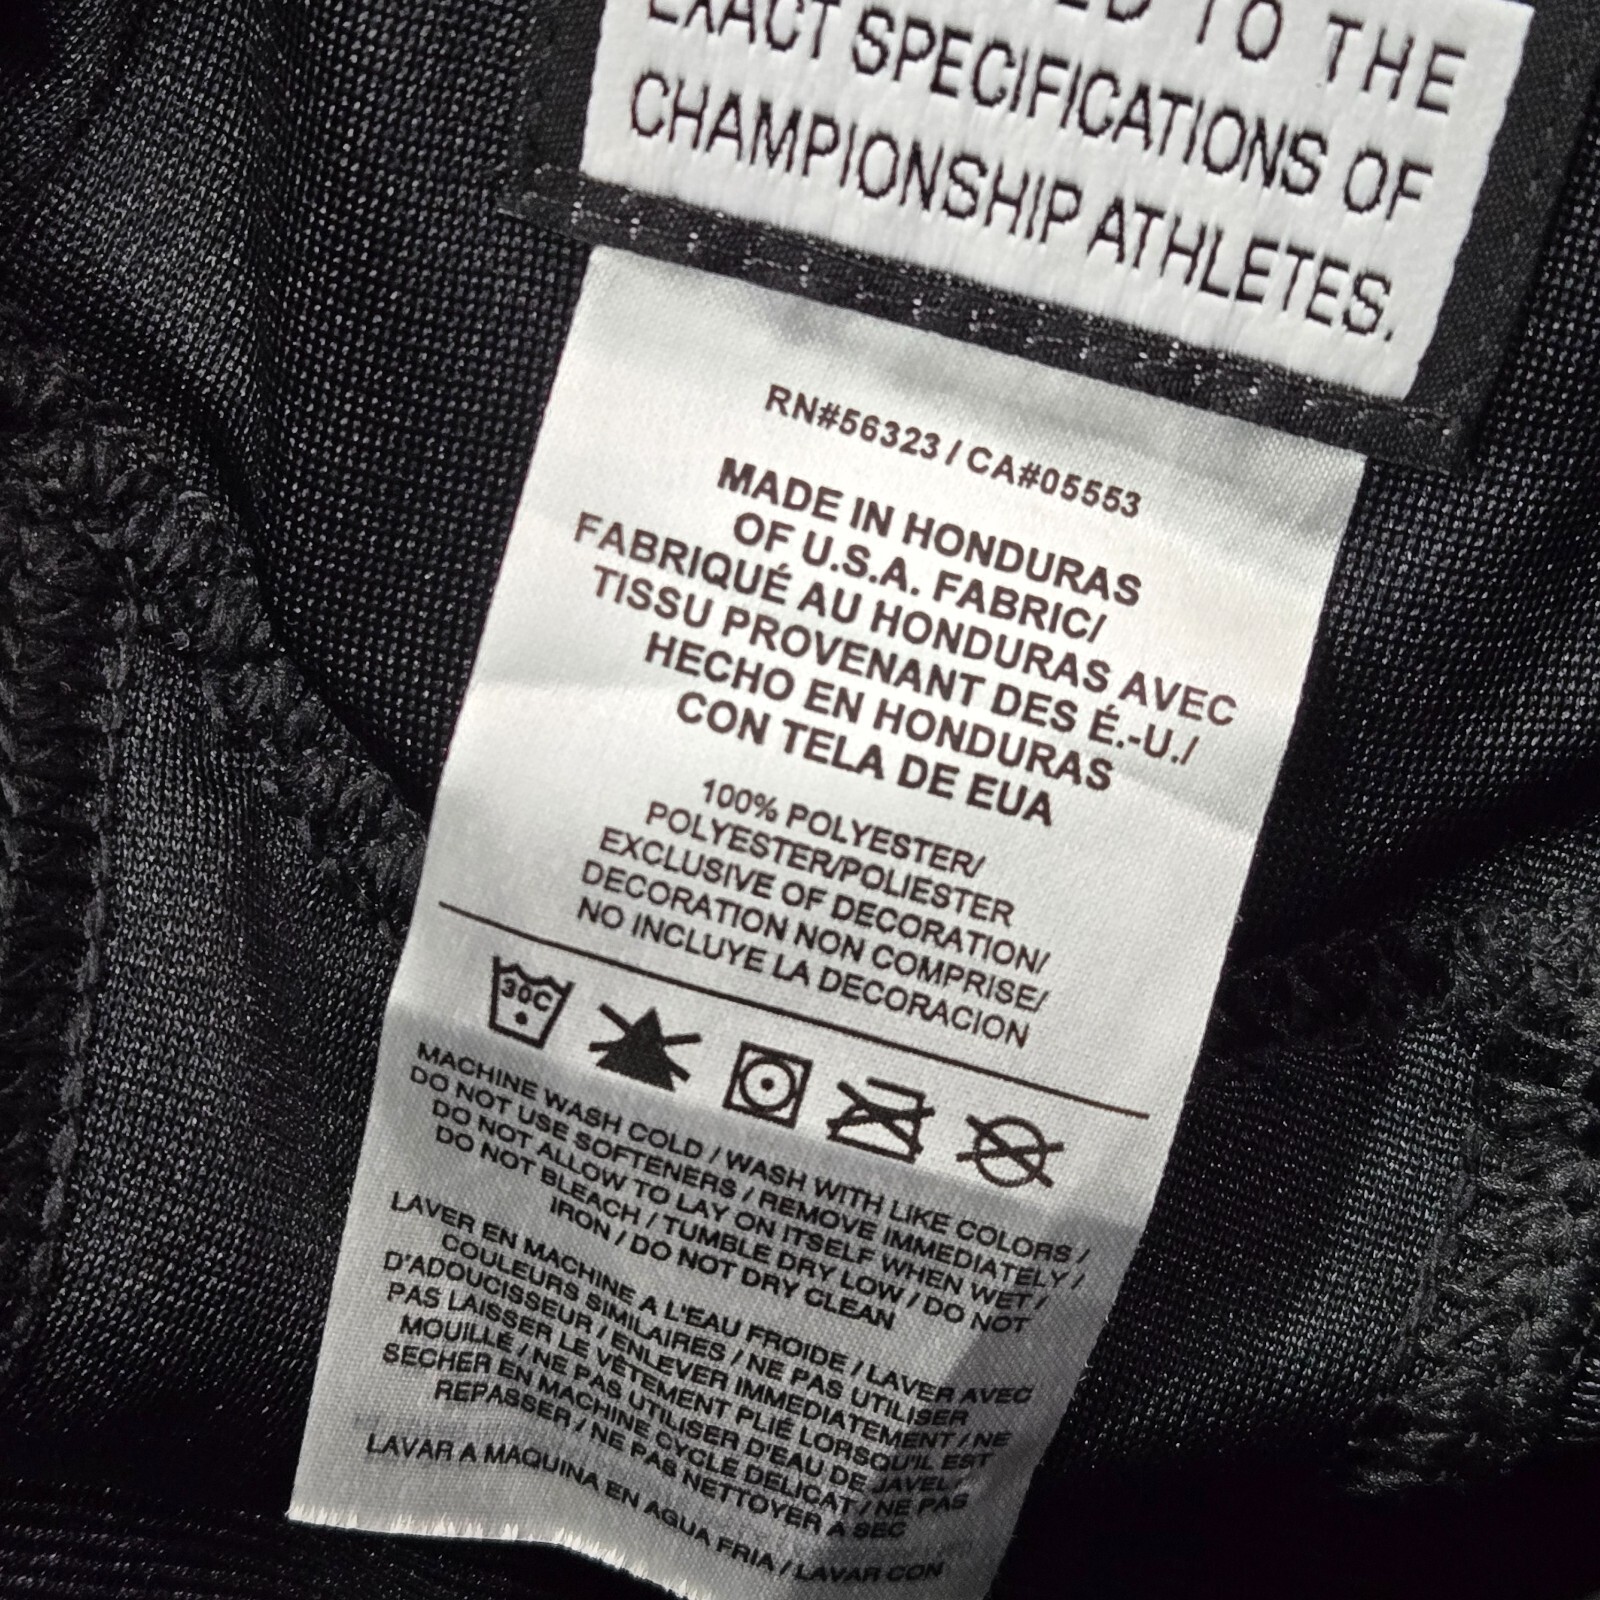 TO THE
EXACT SPECIFICATIONS OF
CHAMPIONSHIP ATHLETES.
RN#56323 / CA#05553
MADE IN HONDURAS
OF U.S.A. FABRIC/
FABRIQUÉ AU HONDURAS AVEC
TISSU PROVENANT DES É.-U./
HECHO EN HONDURAS
CON TELA DE EUA
100% POLYESTER/
POLYESTER/POLIESTER
EXCLUSIVE OF DECORATION/
DECORATION NON COMPRISE/
NO INCLUYE LA DECORACION
30C
MACHINE WASH COLD / WASH WITH LIKE COLORS /
DO NOT USE SOFTENERS / REMOVE IMMEDIATELY /
DO NOT ALLOW TO LAY ON ITSELF WHEN WET /
DO NOT BLEACH / TUMBLE DRY LOW / DO NOT
IRON / DO NOT DRY CLEAN
LAVER EN MACHINE A L'EAU FROIDE / LAVER AVEC
COULEURS SIMILAIRES / NE PAS UTILISER
D'ADOUCISSEUR / ENLEVER IMMEDIATEMENT / NE
PAS LAISSER LE VÊTEMENT PLIÉ LORSQU'IL EST
MOUILLÉ / NE PAS UTILISER D'EAU DE JAVEL /
SECHER EN MACHINE CYCLE DELICAT / NE PAS
REPASSER / NE PAS NETTOYER A SEC
LAVAR A MAQUINA EN AGUA FRIA / LAVAR CON